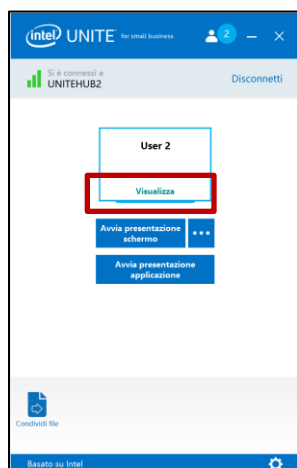 intel UNITE for small business 2
Si è connessi a
UNITEHUB2
Disconnetti
User 2
Visualizza
Avvia presentazione
schermo
Avvia presentazione
applicazione
Condividi file
Basato su Intel